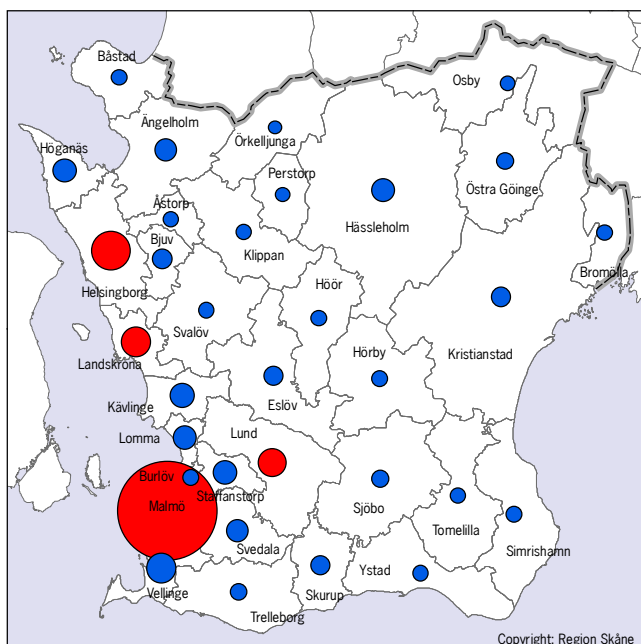 Båstad
Osby
Ängelholm
Örkelljunga
Höganäs
Perstorp
Östra Göinge
Åstorp
Hässleholm
Bjuv
Klippan
Bromölla
Helsingborg
Höör
Svalöv
Kristianstad
Landskrona
Hörby
Kävlinge
Eslöv
Lomma
Lund
Burlöv
Staffanstorp
Malmö
Sjöbo
Tomelilla
Svedala
Simrishamn
Ystad
Vellinge
Skurup
Trelleborg
Copyright: Region Skåne